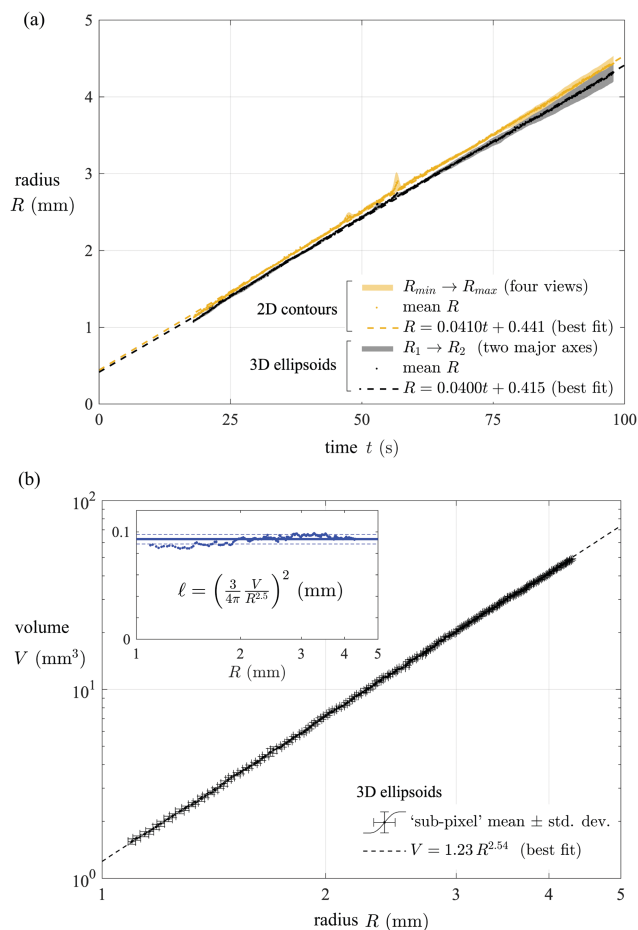 (a)
5
4
3
2
1
0
radius
R (mm)
R_min → R_max (four views)
2D contours
mean R
R = 0.0410t + 0.441 (best fit)
R_1 → R_2 (two major axes)
3D ellipsoids
mean R
R = 0.0400t + 0.415 (best fit)
0 25 50 75 100
time t (s)
(b)
10^2
10^1
10^0
volume
V (mm^3)
0.1
0
ℓ = (3/4π V/R^2.5)^2 (mm)
1 2 3 4 5
R (mm)
3D ellipsoids
‘sub-pixel’ mean ± std. dev.
V = 1.23 R^2.54 (best fit)
1 2 3 4 5
radius R (mm)